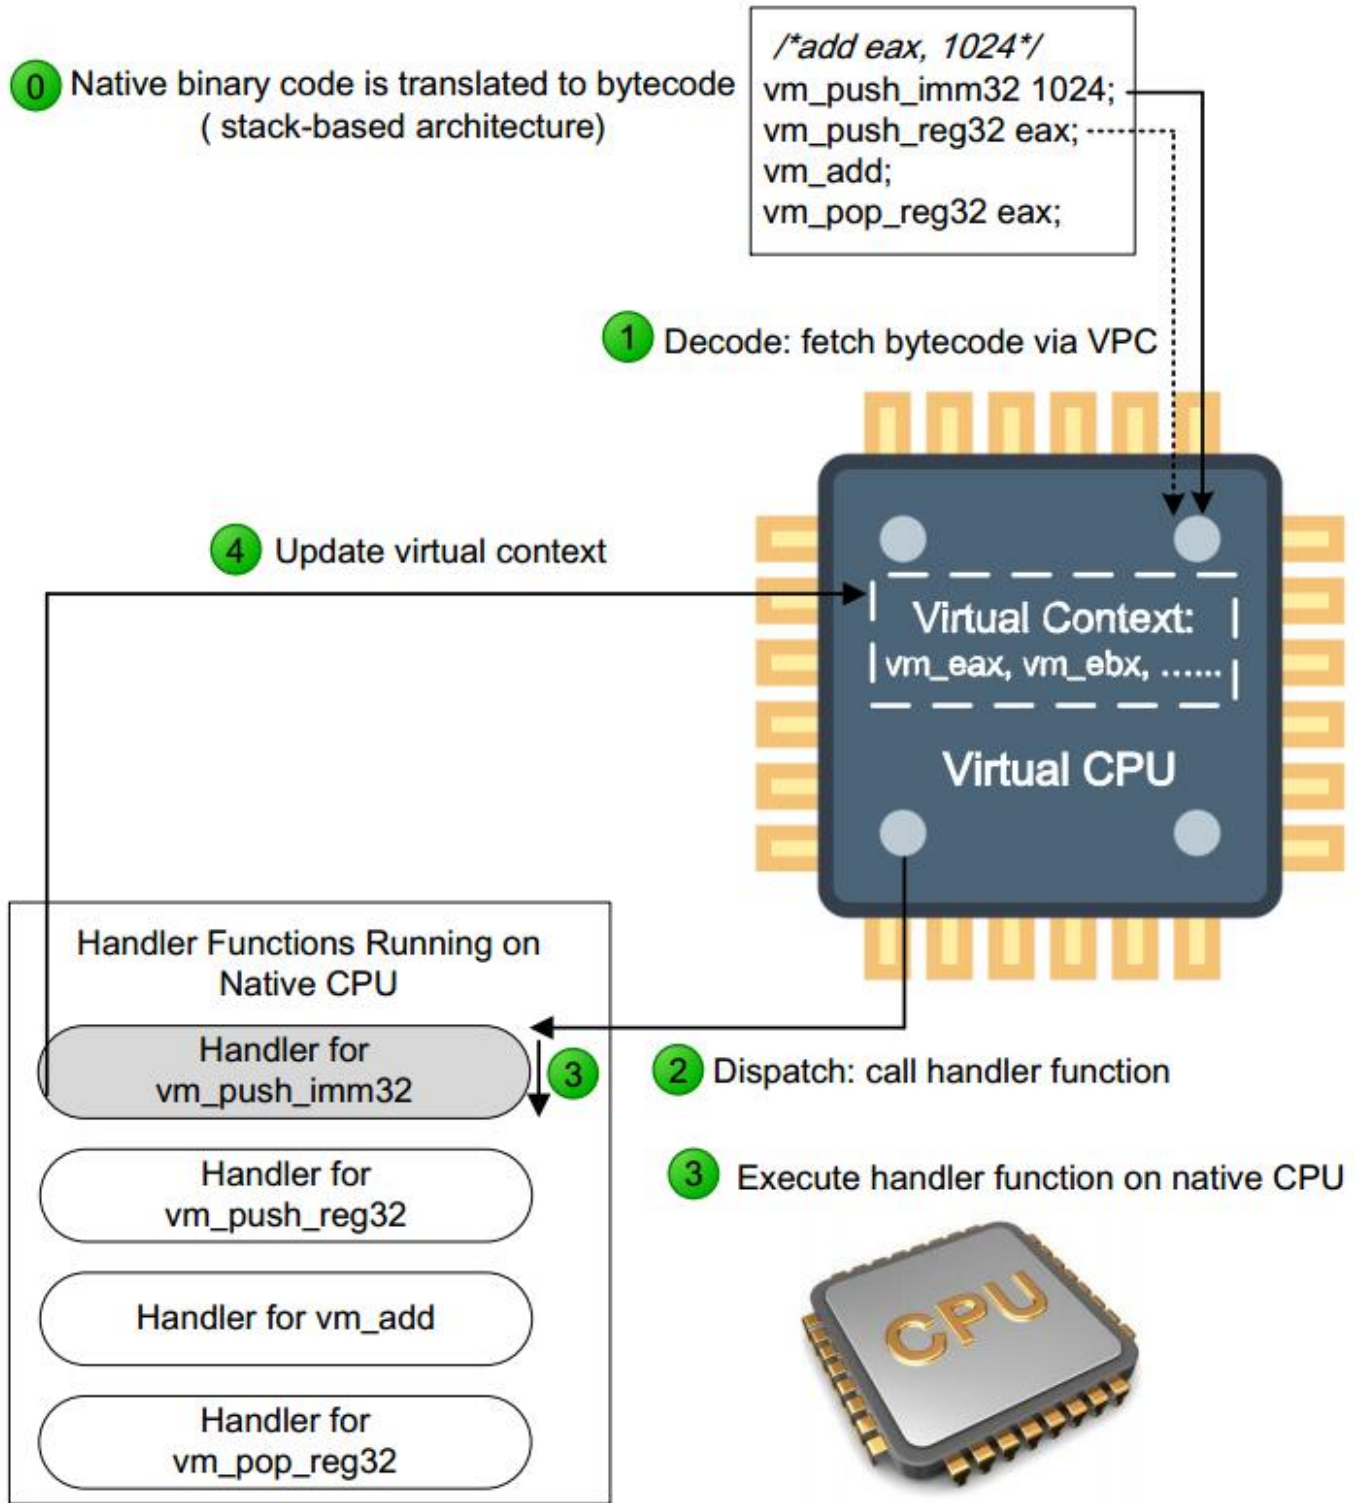 /*add eax, 1024*/
0 Native binary code is translated to bytecode
( stack-based architecture)
vm_push_imm32 1024;
vm_push_reg32 eax;
vm_add;
vm_pop_reg32 eax;
1 Decode: fetch bytecode via VPC
4 Update virtual context
Virtual Context:
vm_eax, vm_ebx, ......
Virtual CPU
Handler Functions Running on
Native CPU
Handler for
vm_push_imm32
3
2 Dispatch: call handler function
Handler for
vm_push_reg32
3 Execute handler function on native CPU
CPU
Handler for vm_add
Handler for
vm_pop_reg32